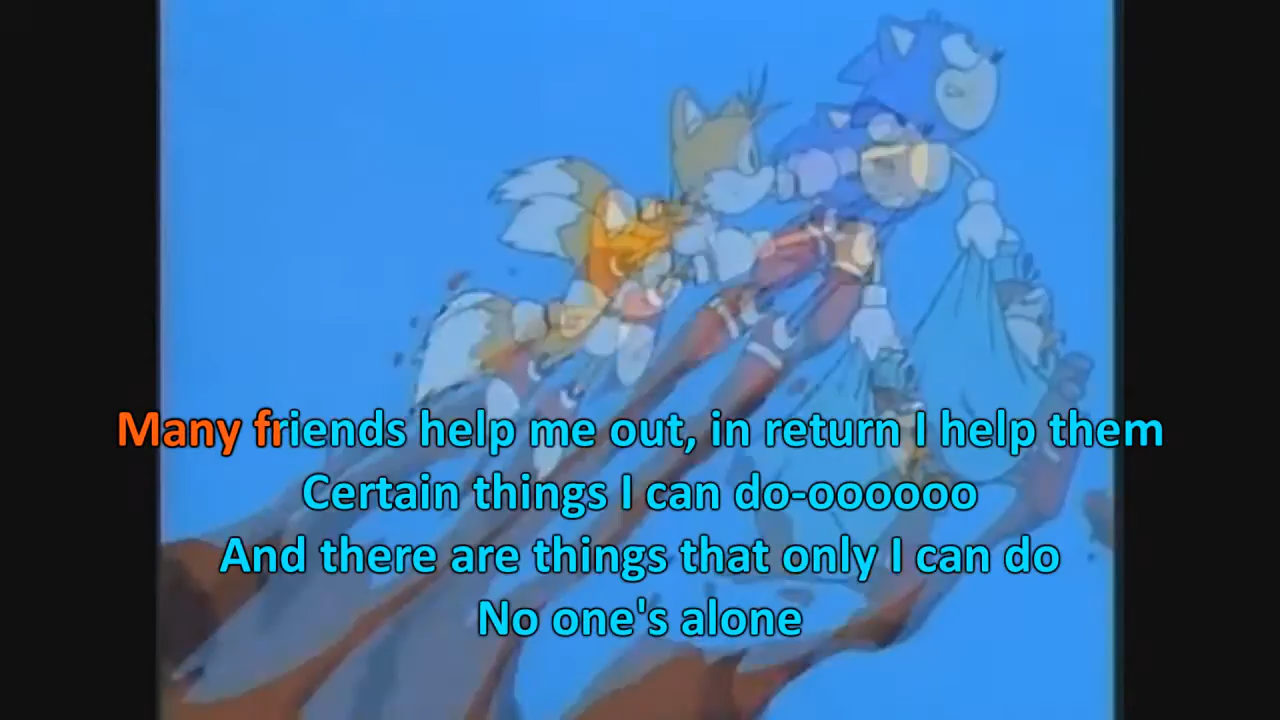 Many friends help me out, in return I help them
Certain things I can do-oooooo
And there are things that only I can do
No one's alone